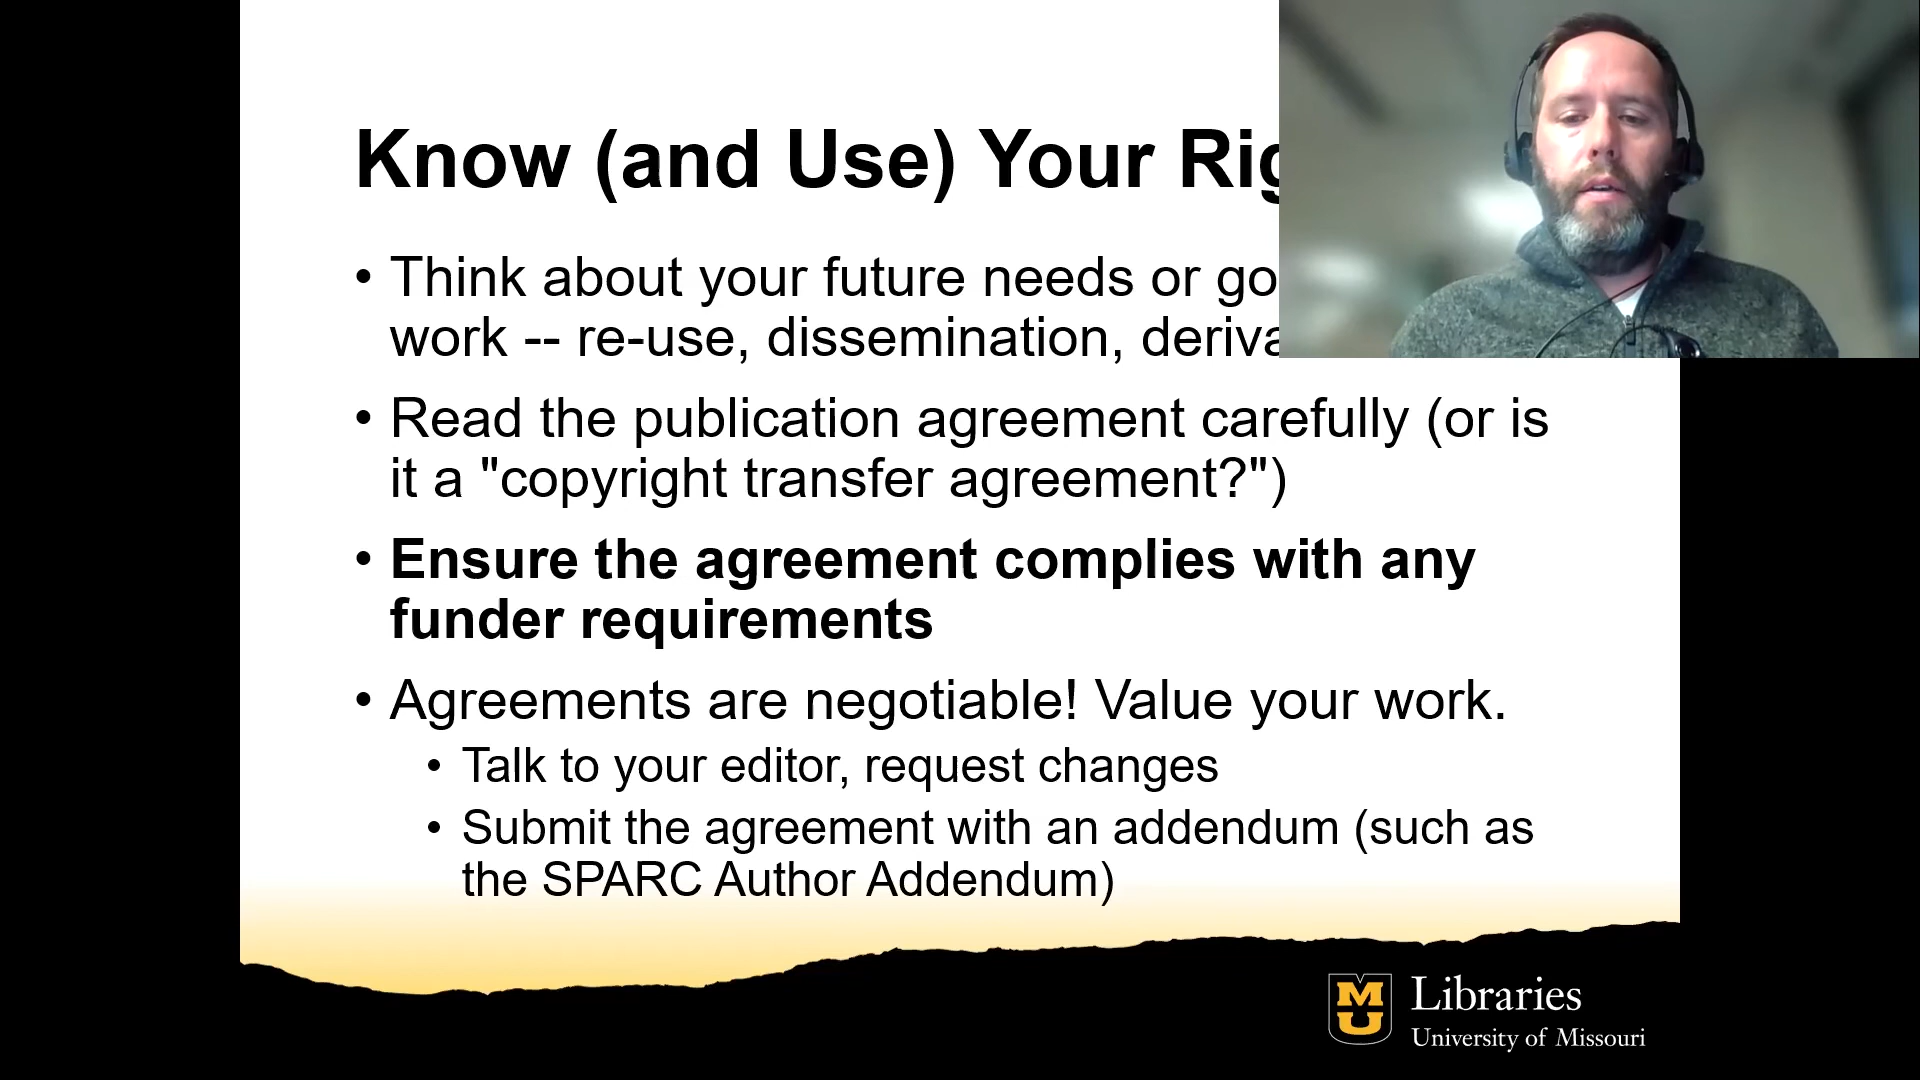 Know (and Use) Your Rig
• Think about your future needs or go
work -- re-use, dissemination, deriva
• Read the publication agreement carefully (or is
it a "copyright transfer agreement?")
• Ensure the agreement complies with any
funder requirements
• Agreements are negotiable! Value your work.
• Talk to your editor, request changes
• Submit the agreement with an addendum (such as
the SPARC Author Addendum)
MU
Libraries
University of Missouri